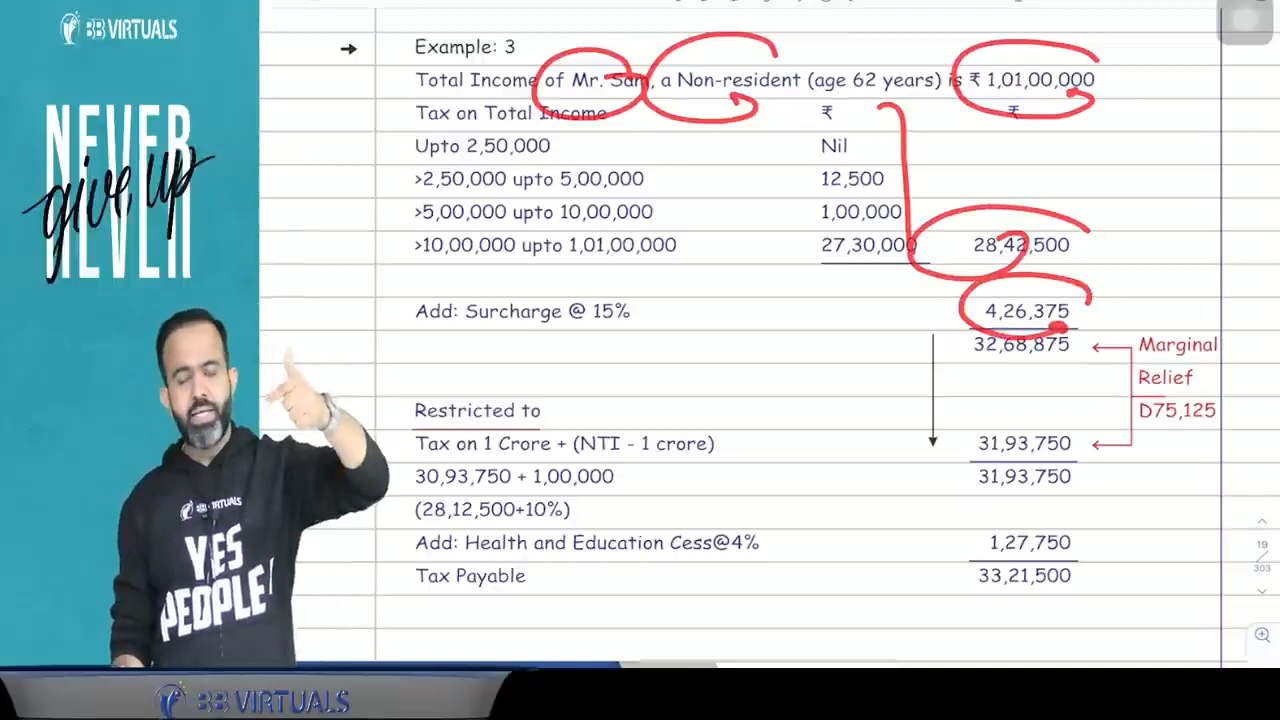 BB VIRTUALS
NEVER
give up
NEVER
→ Example: 3
Total Income of Mr. Sam, a Non-resident (age 62 years) is ₹ 1,01,00,000
Tax on Total Income ₹ ₹
Upto 2,50,000 Nil
>2,50,000 upto 5,00,000 12,500
>5,00,000 upto 10,00,000 1,00,000
>10,00,000 upto 1,01,00,000 27,30,000 28,42,500
Add: Surcharge @ 15% 4,26,375
32,68,875 Marginal
Relief
Restricted to D75,125
Tax on 1 Crore + (NTI - 1 crore) 31,93,750
30,93,750 + 1,00,000 31,93,750
(28,12,500+10%)
Add: Health and Education Cess@4% 1,27,750
Tax Payable 33,21,500
19
303
BB VIRTUALS
YES
PEOPLE!
BB VIRTUALS